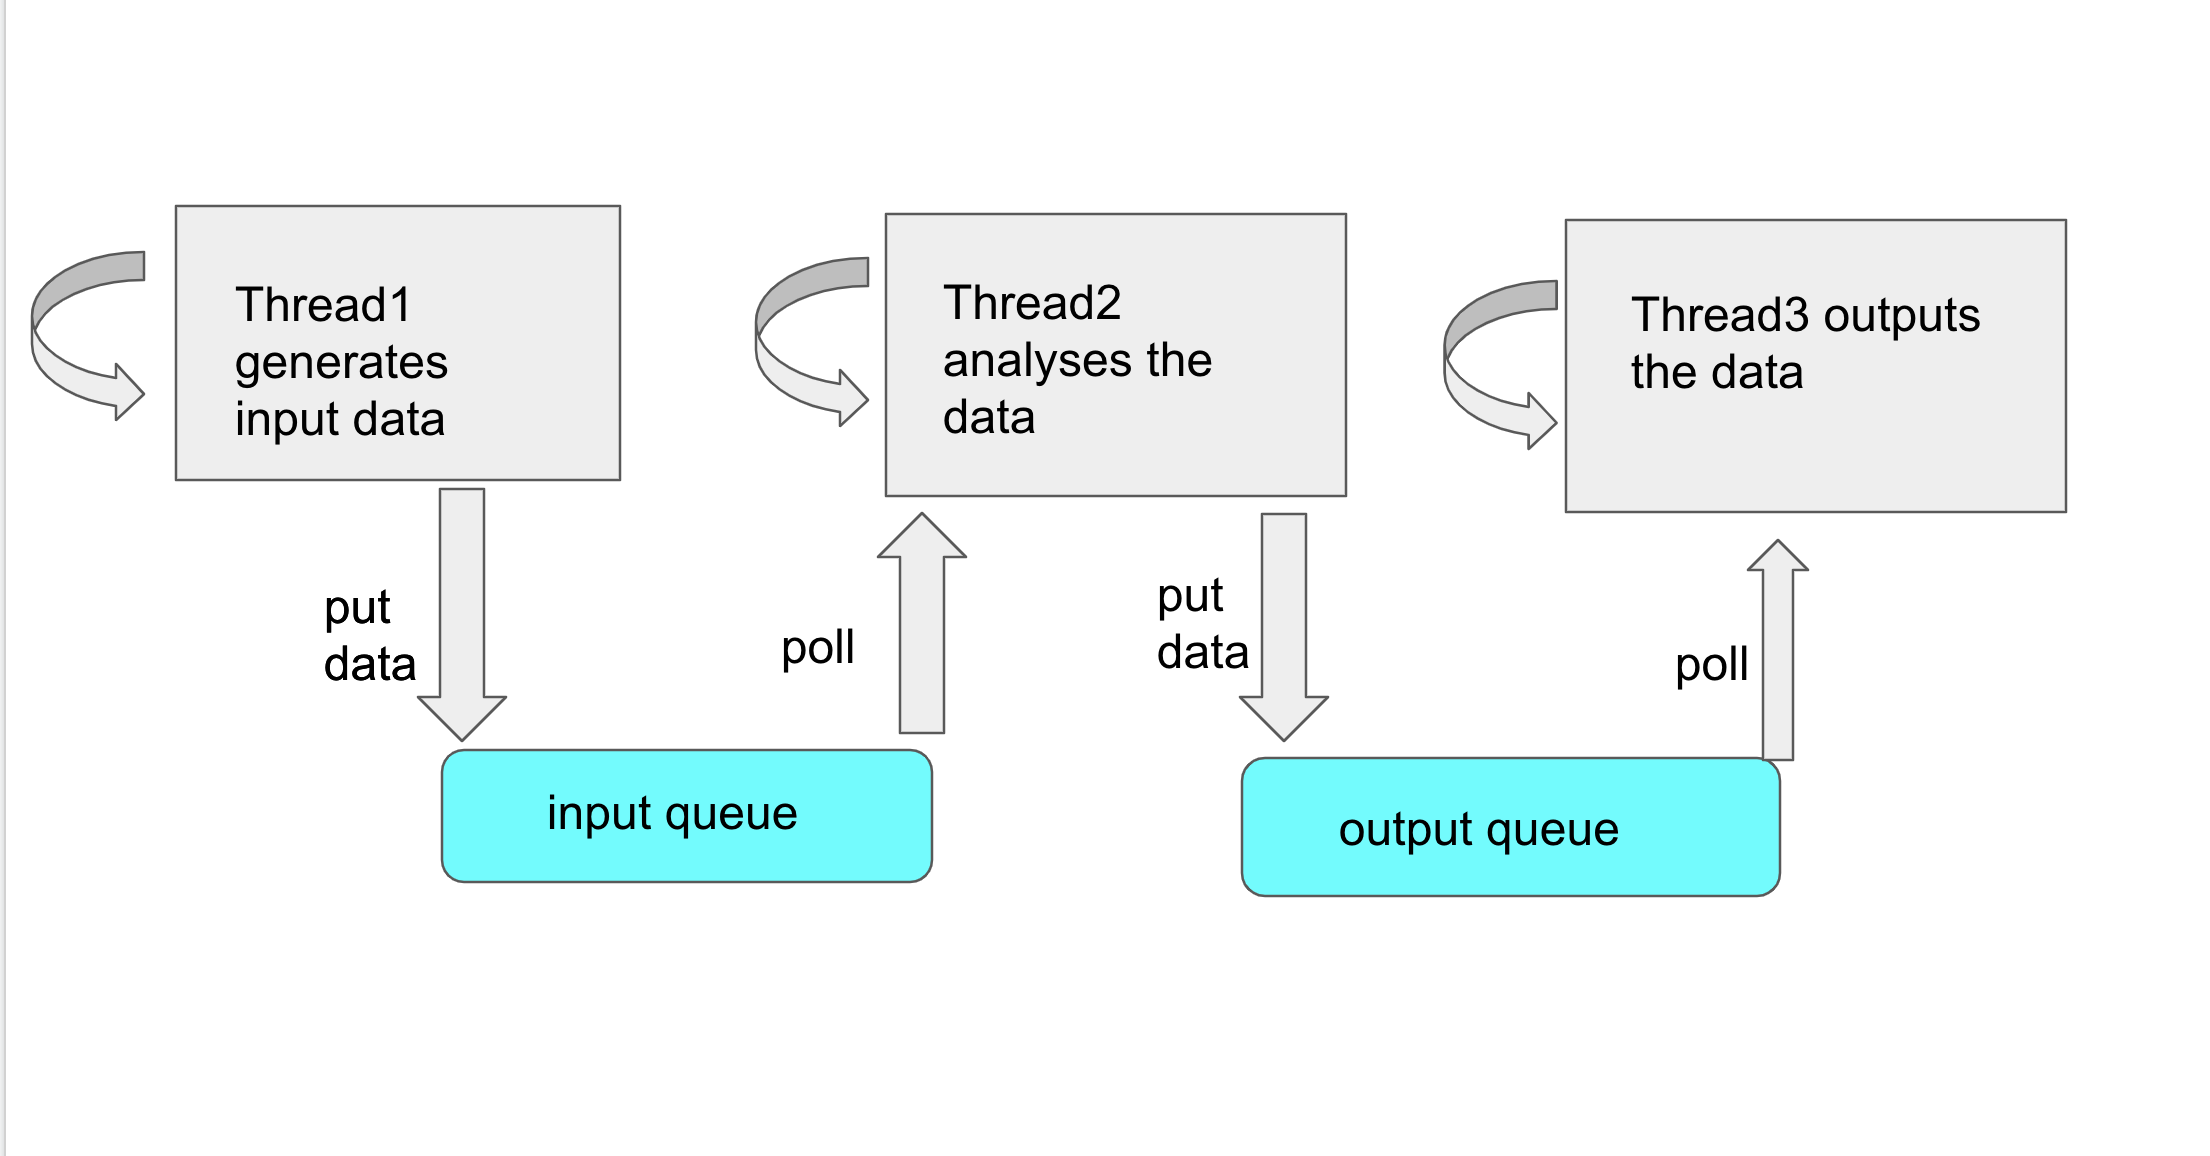 Thread1
generates
input data
Thread2
analyses the
data
Thread3 outputs
the data
put
data
poll
put
data
poll
input queue
output queue